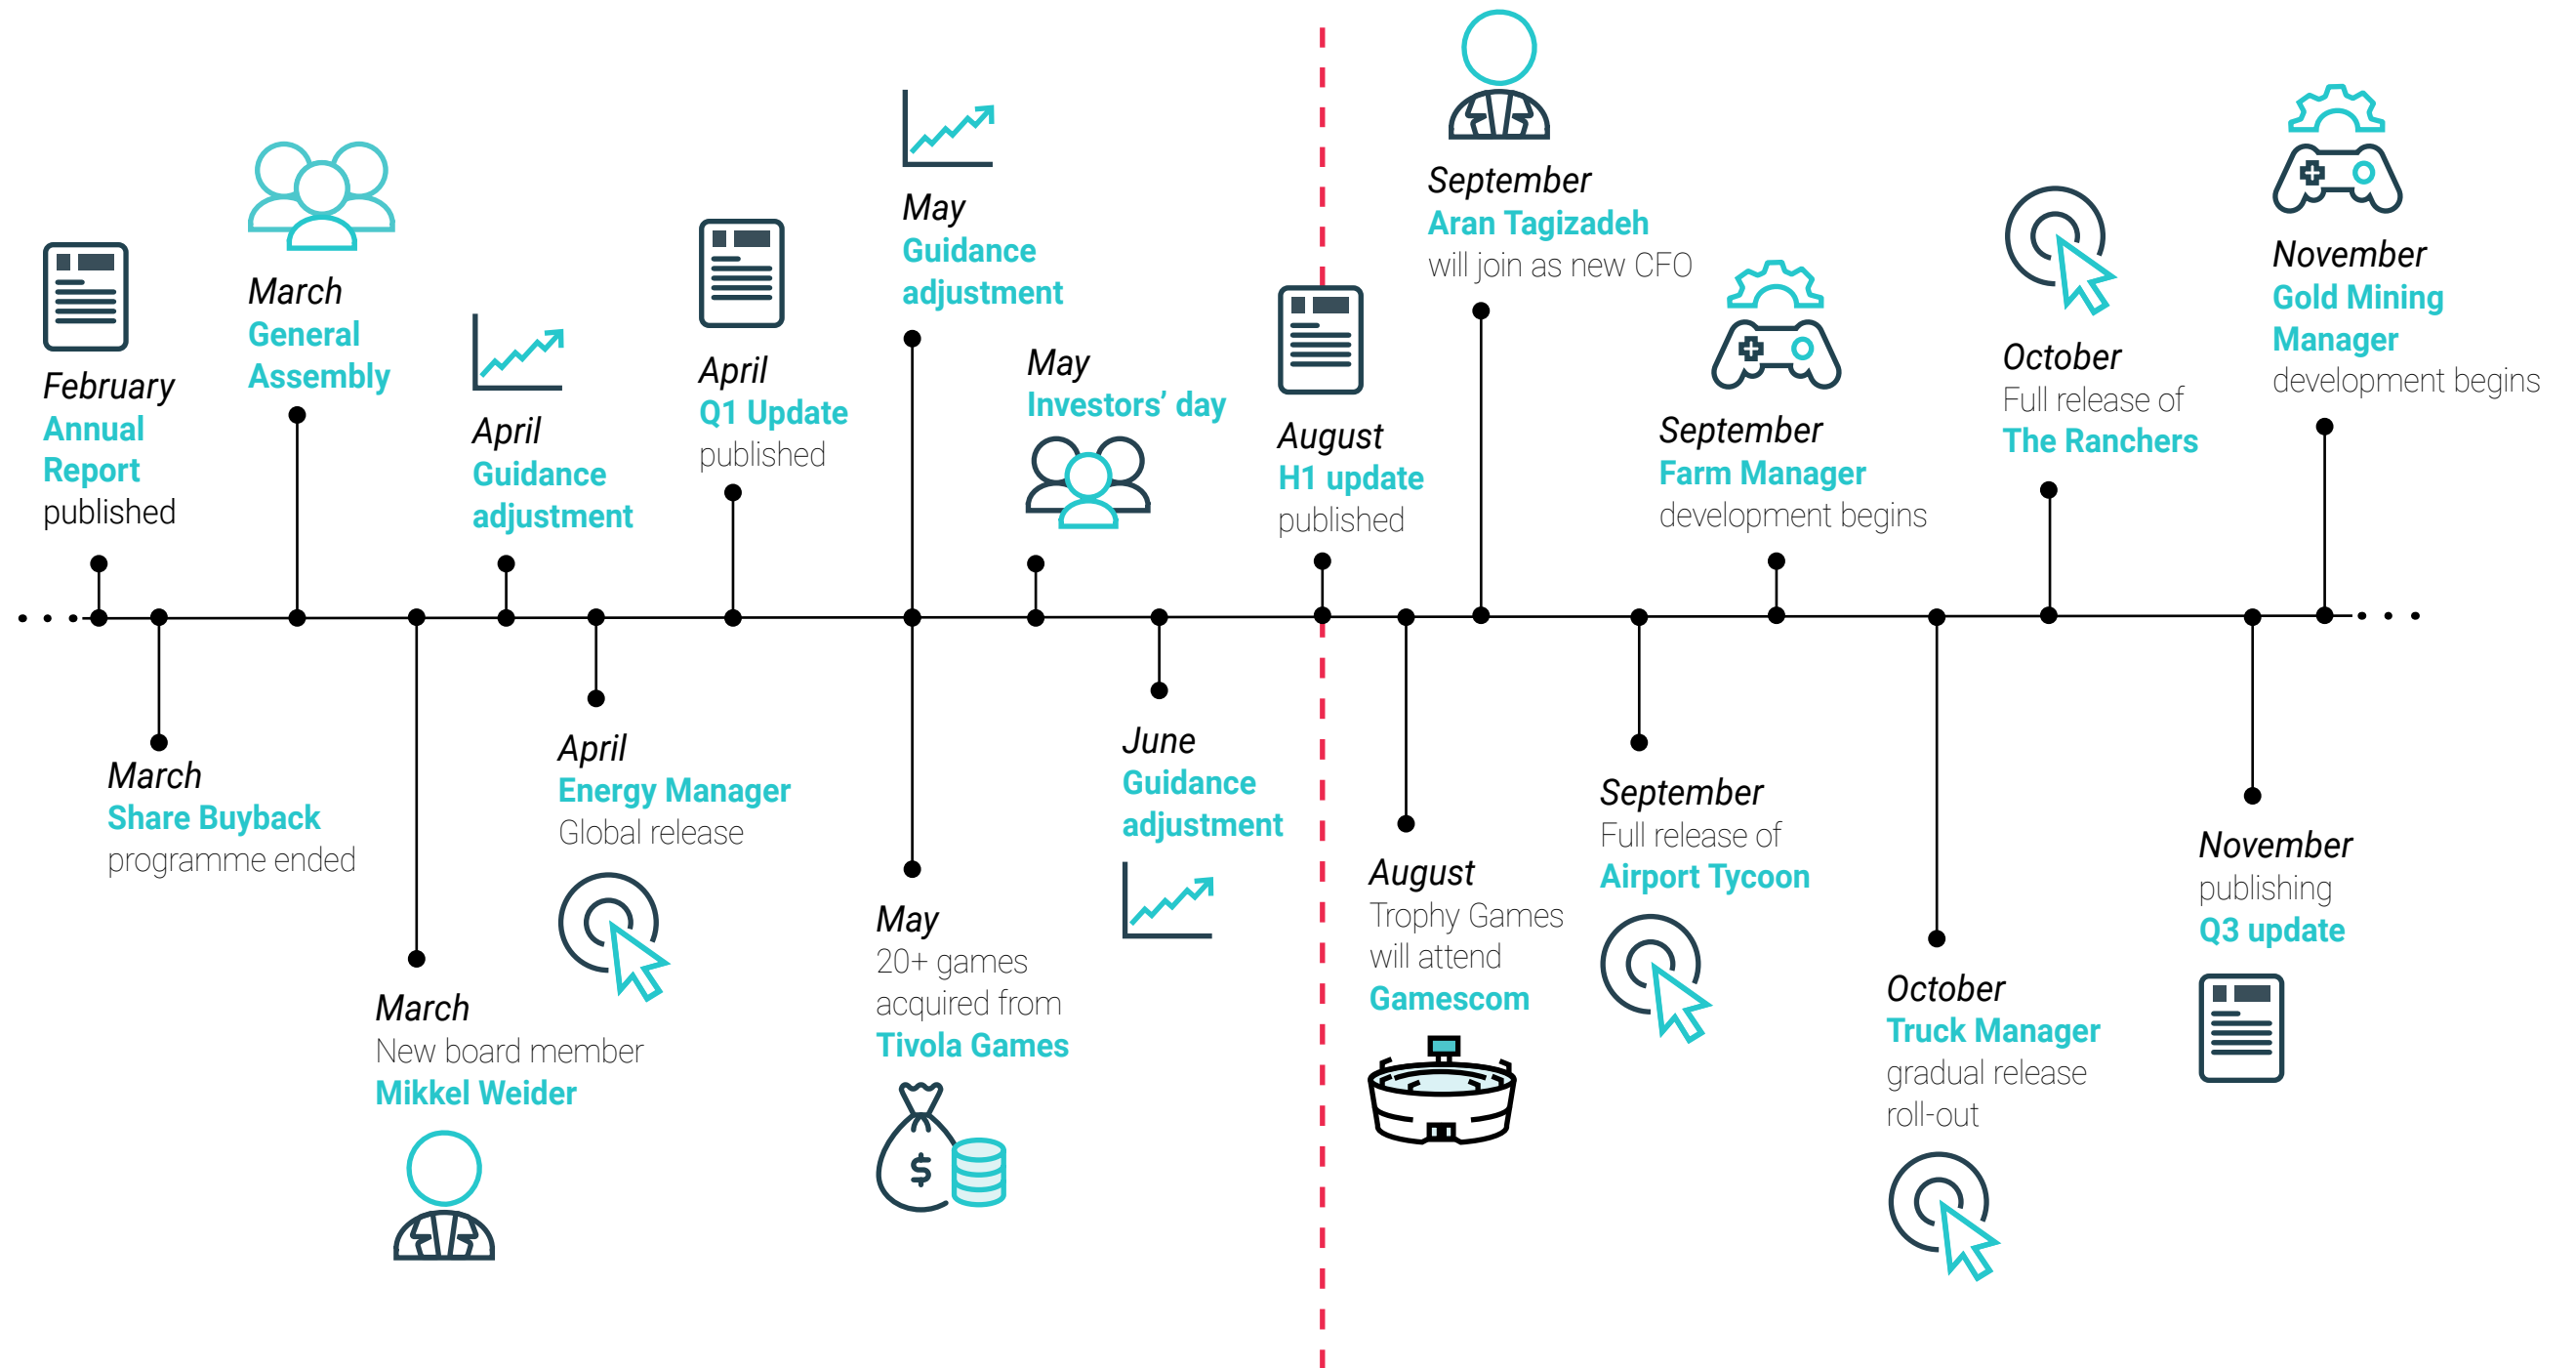 February
Annual
Report
published
March
Share Buyback
programme ended
March
General
Assembly
March
New board member
Mikkel Weider
April
Guidance
adjustment
April
Energy Manager
Global release
April
Q1 Update
published
May
Guidance
adjustment
May
20+ games
acquired from
Tivola Games
$
May
Investors’ day
June
Guidance
adjustment
August
H1 update
published
August
Trophy Games
will attend
Gamescom
September
Aran Tagizadeh
will join as new CFO
September
Full release of
Airport Tycoon
September
Farm Manager
development begins
October
Truck Manager
gradual release
roll-out
October
Full release of
The Ranchers
November
publishing
Q3 update
November
Gold Mining
Manager
development begins